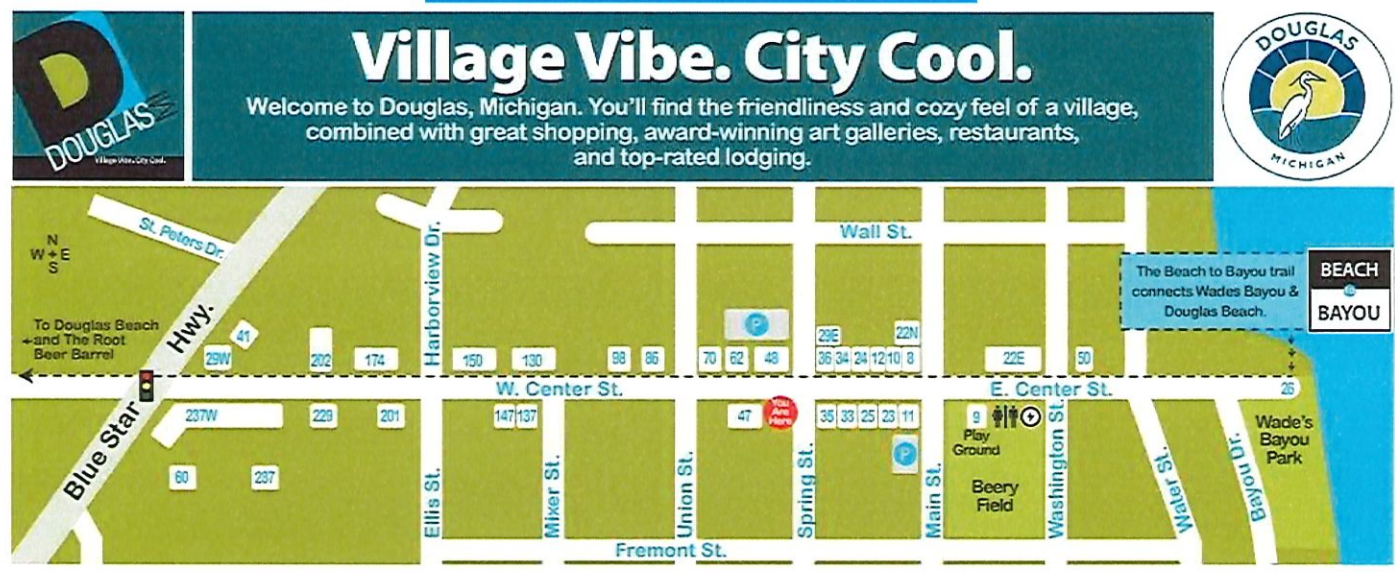 D
DOUGLAS
Village Vibe. City Cool.
Village Vibe. City Cool.
Welcome to Douglas, Michigan. You'll find the friendliness and cozy feel of a village,
combined with great shopping, award-winning art galleries, restaurants,
and top-rated lodging.
DOUGLAS
MICHIGAN
St. Peters Dr.
N
W + E
S
To Douglas Beach
and The Root
Beer Barrel
Blue Star Hwy.
Harborview Dr.
Wall St.
The Beach to Bayou trail
connects Wades Bayou &
Douglas Beach.
BEACH
to
BAYOU
P
41
29W
202
174
150
130
98
86
70
62
48
29E
22N
36
34
24
12
10
8
22E
50
W. Center St.
E. Center St.
26
237W
229
201
147
137
47
You
Are
Here
35
33
25
23
11
9
Play
Ground
Wade's
Bayou
Park
P
60
237
Beery
Field
Ellis St.
Mixer St.
Union St.
Spring St.
Main St.
Washington St.
Water St.
Bayou Dr.
Fremont St.